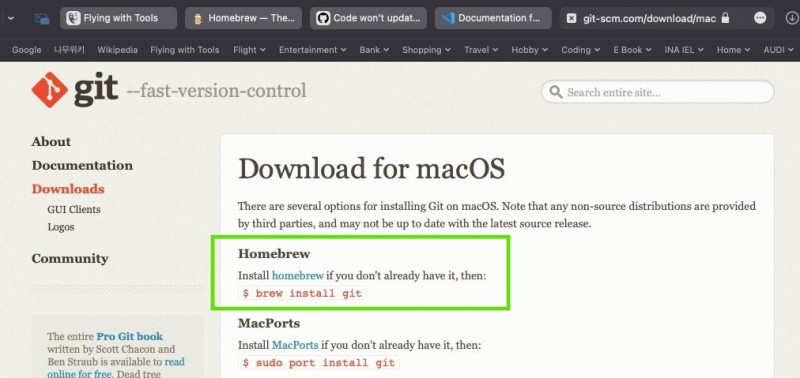 Flying with Tools
Homebrew — The...
Code won't updat...
Documentation f...
git-scm.com/download/mac
Google 나무위키 Wikipedia Flying with Tools Flight Entertainment Bank Shopping Travel Hobby Coding E Book INA IEL Home AUDI
git --fast-version-control
Search entire site...
About
Documentation
Downloads
GUI Clients
Logos
Community
The entire Pro Git book
written by Scott Chacon and
Ben Straub is available to read
online for free. Dead tree
Download for macOS
There are several options for installing Git on macOS. Note that any non-source distributions are provided
by third parties, and may not be up to date with the latest source release.
Homebrew
Install homebrew if you don't already have it, then:
$ brew install git
MacPorts
Install MacPorts if you don't already have it, then:
$ sudo port install git